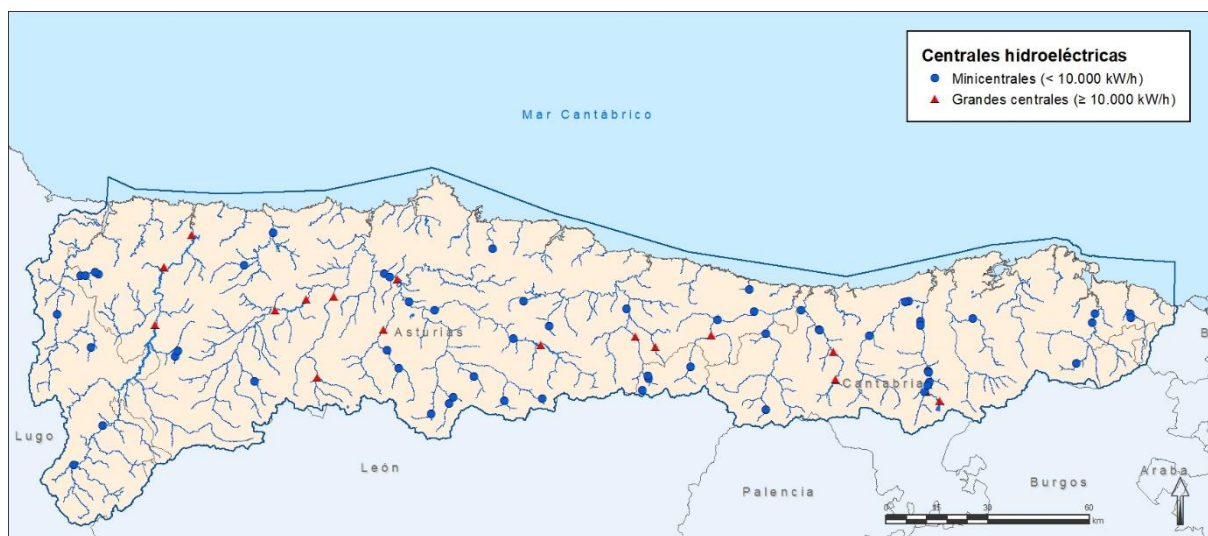 Centrales hidroeléctricas
Minicentrales (< 10.000 kW/h)
Grandes centrales (≥ 10.000 kW/h)
Mar Cantábrico
Asturias
Cantabria
Lugo
León
Palencia
Burgos
Araba
B
0 15 30 60
km